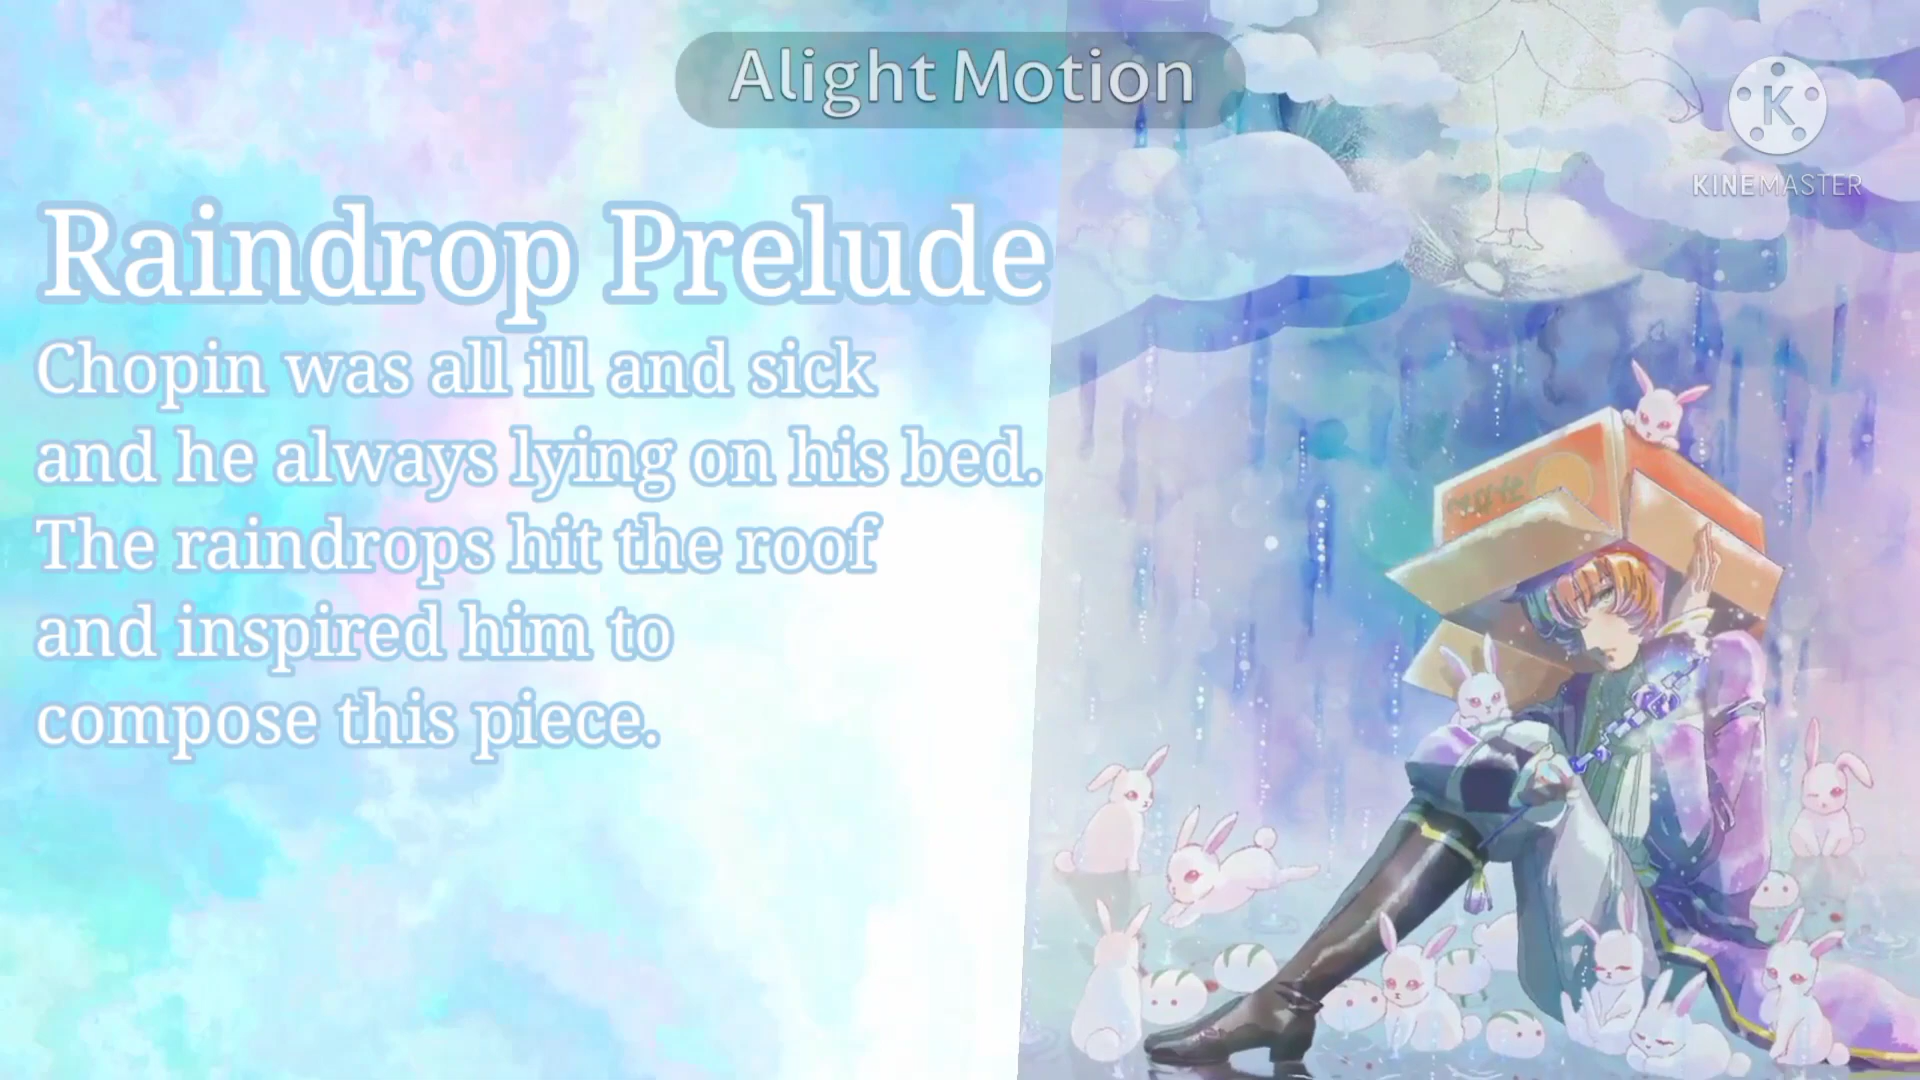 Alight Motion
K
KINEMASTER
Raindrop Prelude
Chopin was all ill and sick
and he always lying on his bed.
The raindrops hit the roof
and inspired him to
compose this piece.